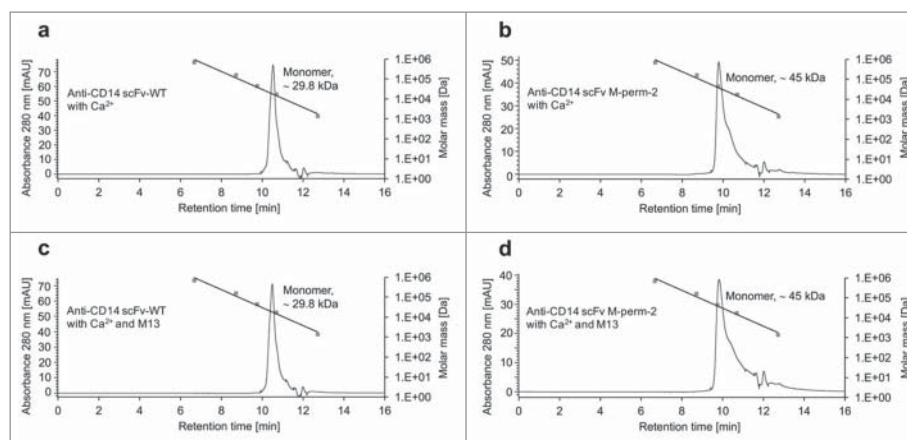 a
Absorbance 280 nm [mAU]
70
60
50
40
30
20
10
0
Anti-CD14 scFv-WT
with Ca²⁺
Monomer,
~ 29.8 kDa
1.E+06
1.E+05
1.E+04
1.E+03
1.E+02
1.E+01
1.E+00
Molar mass [Da]
0 2 4 6 8 10 12 14 16
Retention time [min]
b
Absorbance 280 nm [mAU]
50
40
30
20
10
0
Anti-CD14 scFv M-perm-2
with Ca²⁺
Monomer, ~ 45 kDa
1.E+06
1.E+05
1.E+04
1.E+03
1.E+02
1.E+01
1.E+00
Molar mass [Da]
0 2 4 6 8 10 12 14 16
Retention time [min]
c
Absorbance 280 nm [mAU]
70
60
50
40
30
20
10
0
Anti-CD14 scFv-WT
with Ca²⁺ and M13
Monomer,
~ 29.8 kDa
1.E+06
1.E+05
1.E+04
1.E+03
1.E+02
1.E+01
1.E+00
Molar mass [Da]
0 2 4 6 8 10 12 14 16
Retention time [min]
d
Absorbance 280 nm [mAU]
40
30
20
10
0
Anti-CD14 scFv M-perm-2
with Ca²⁺ and M13
Monomer, ~ 45 kDa
1.E+06
1.E+05
1.E+04
1.E+03
1.E+02
1.E+01
1.E+00
Molar mass [Da]
0 2 4 6 8 10 12 14 16
Retention time [min]